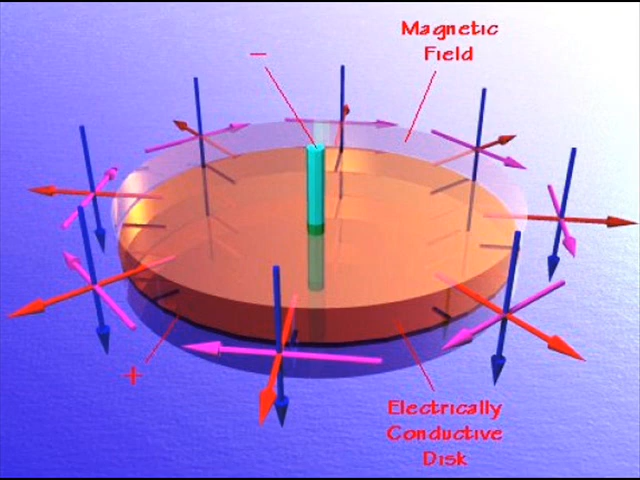 Magnetic
Field
−
+
Electrically
Conductive
Disk